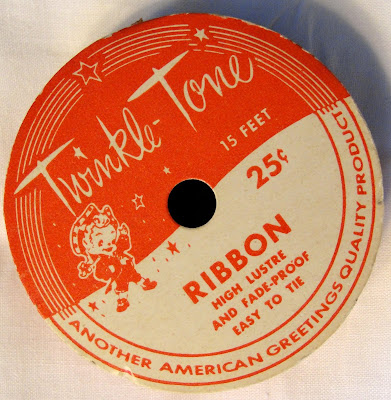 Twinkle-Tone
15 FEET
25¢
RIBBON
HIGH LUSTRE
AND FADE-PROOF
EASY TO TIE
ANOTHER AMERICAN GREETINGS QUALITY PRODUCT